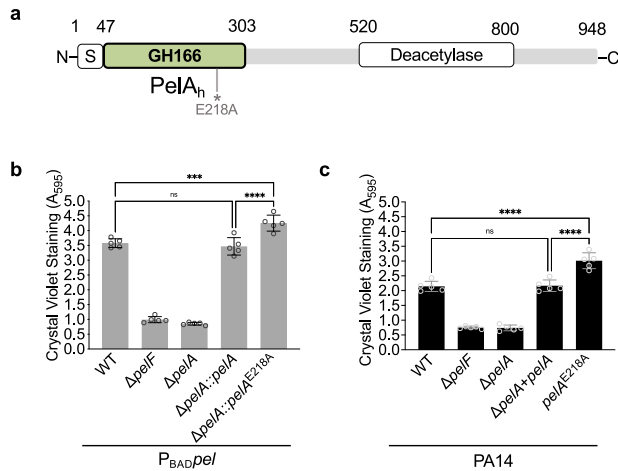 a
1 47 303 520 800 948
N- S GH166 Deacetylase -C
PelAh
*
E218A
b
Crystal Violet Staining (A595)
5.0
4.5
4.0
3.5
3.0
2.5
2.0
1.5
1.0
0.5
0.0
***
ns
****
WT
ΔpelF
ΔpelA
ΔpelA::pelA
ΔpelA::pelAE218A
PBADpel
c
Crystal Violet Staining (A595)
5.0
4.5
4.0
3.5
3.0
2.5
2.0
1.5
1.0
0.5
0.0
****
ns
****
WT
ΔpelF
ΔpelA
ΔpelA+pelA
pelAE218A
PA14